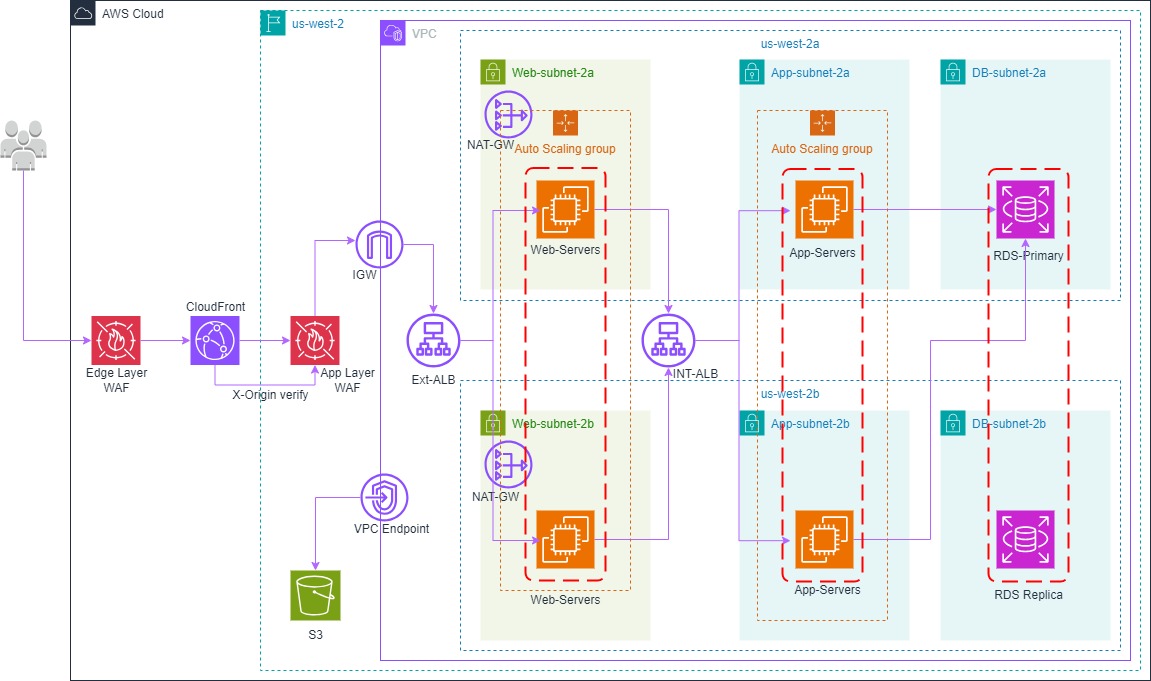 AWS Cloud
us-west-2
VPC
us-west-2a
Web-subnet-2a
App-subnet-2a
DB-subnet-2a
NAT-GW
Auto Scaling group
Auto Scaling group
Web-Servers
App-Servers
RDS-Primary
IGW
CloudFront
Edge Layer
WAF
App Layer
WAF
X-Origin verify
Ext-ALB
INT-ALB
us-west-2b
Web-subnet-2b
App-subnet-2b
DB-subnet-2b
NAT-GW
VPC Endpoint
Web-Servers
App-Servers
RDS Replica
S3